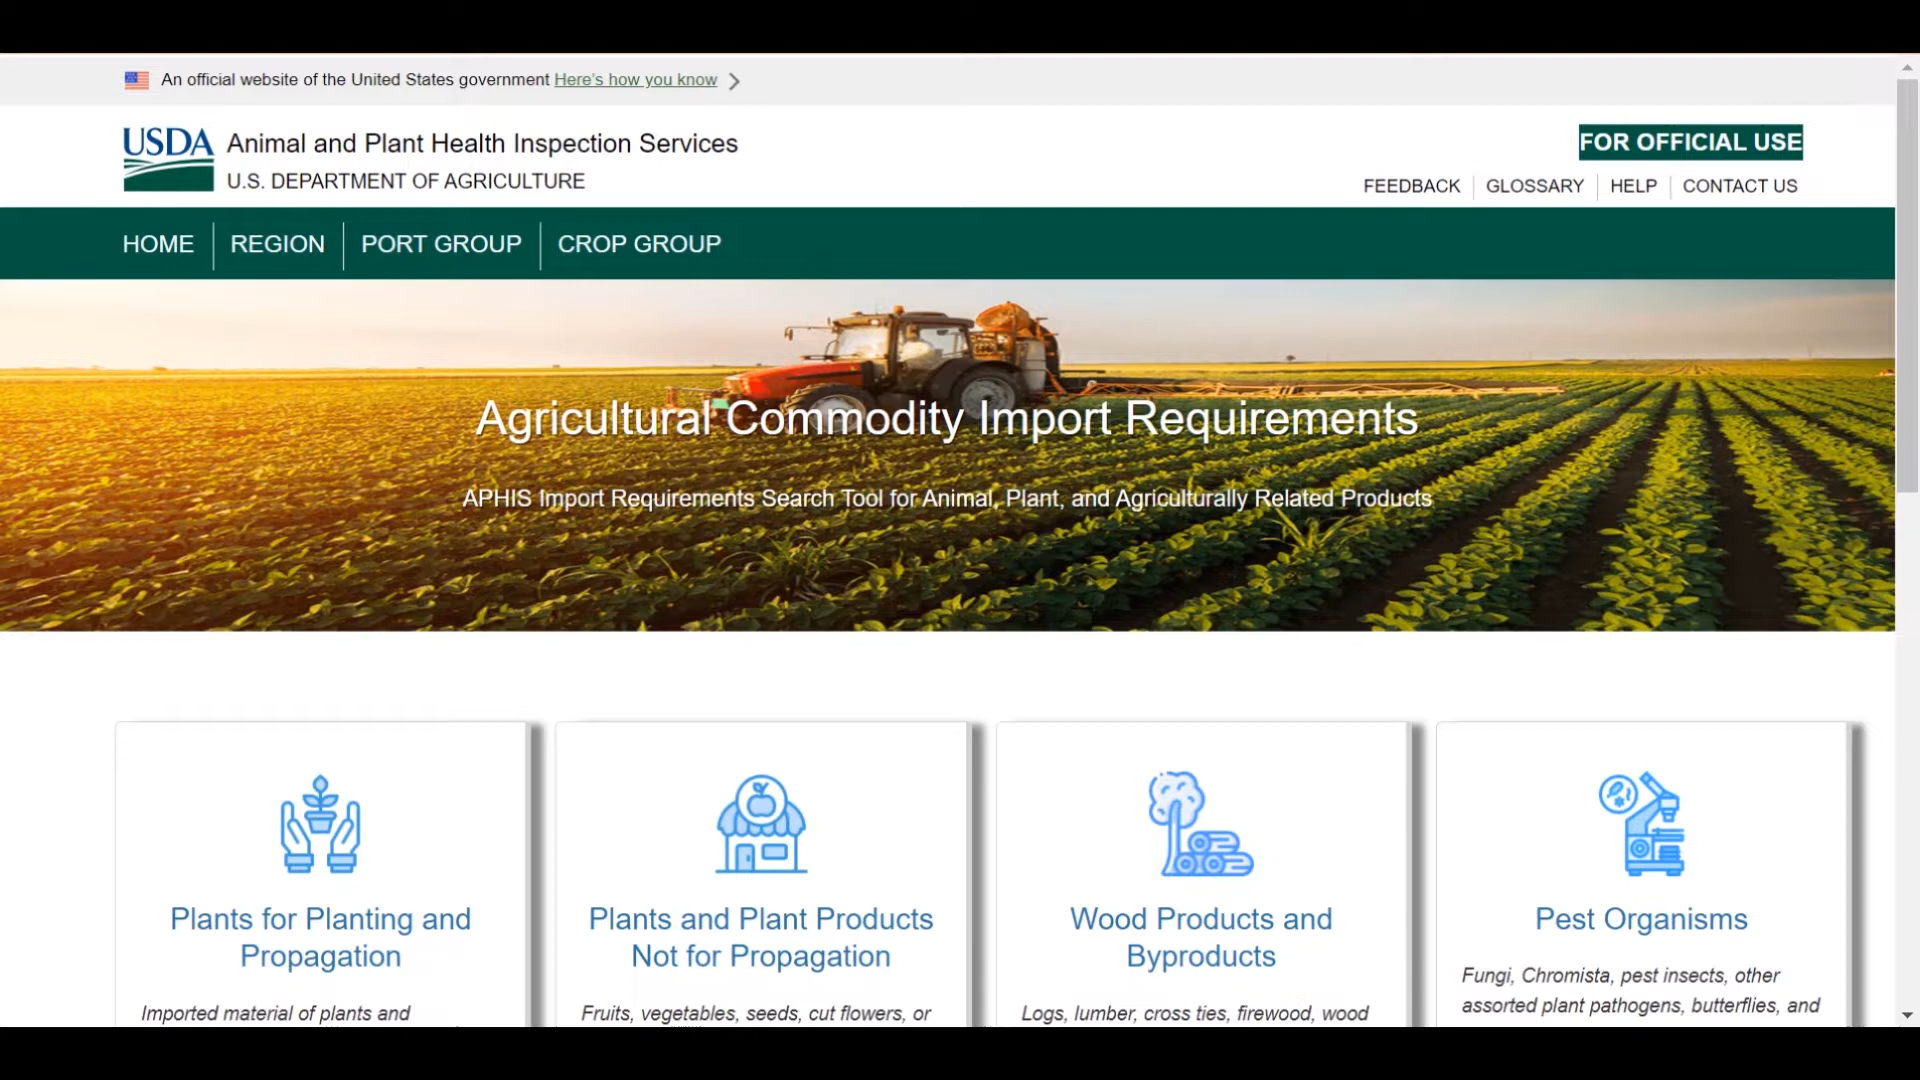 An official website of the United States government Here's how you know
USDA
Animal and Plant Health Inspection Services
U.S. DEPARTMENT OF AGRICULTURE
FOR OFFICIAL USE
FEEDBACK GLOSSARY HELP CONTACT US
HOME REGION PORT GROUP CROP GROUP
Agricultural Commodity Import Requirements
APHIS Import Requirements Search Tool for Animal, Plant, and Agriculturally Related Products
Plants for Planting and
Propagation
Imported material of plants and
Plants and Plant Products
Not for Propagation
Fruits, vegetables, seeds, cut flowers, or
Wood Products and
Byproducts
Logs, lumber, cross ties, firewood, wood
Pest Organisms
Fungi, Chromista, pest insects, other
assorted plant pathogens, butterflies, and